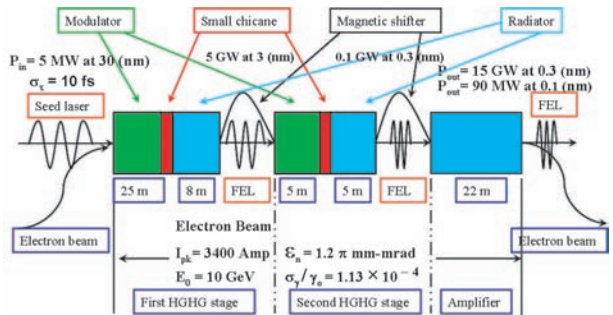 Modulator
Small chicane
Magnetic shifter
Radiator
P_in = 5 MW at 30 (nm)
σ_τ = 10 fs
5 GW at 3 (nm)
0.1 GW at 0.3 (nm)
P_out = 15 GW at 0.3 (nm)
P_out = 90 MW at 0.1 (nm)
Seed laser
FEL
25 m
8 m
FEL
5 m
5 m
FEL
22 m
Electron beam
Electron beam
Electron Beam
I_pk = 3400 Amp
ε_n = 1.2 π mm-mrad
E_0 = 10 GeV
σ_γ/γ_o = 1.13 × 10⁻⁴
First HGHG stage
Second HGHG stage
Amplifier